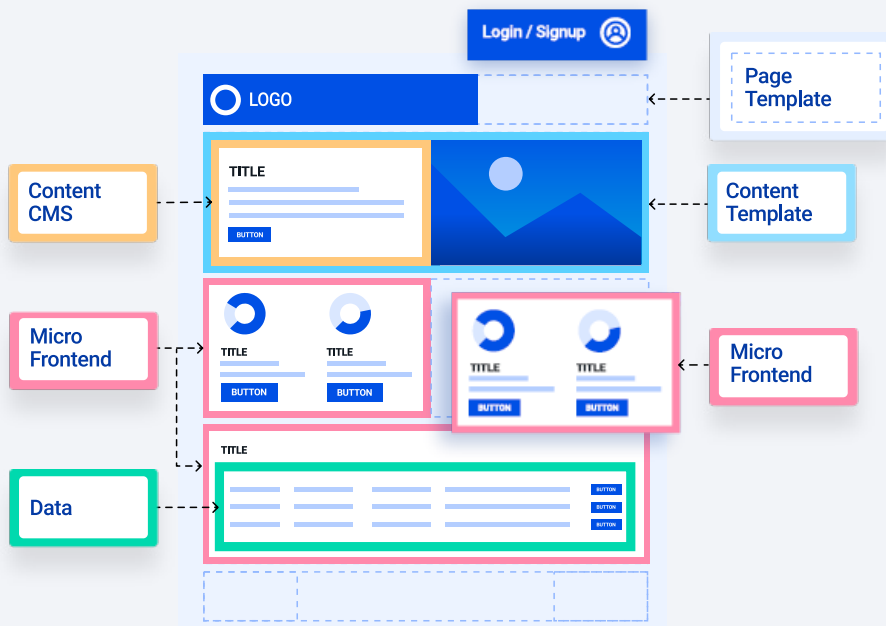 Login / Signup
LOGO
Page
Template
Content
CMS
TITLE
BUTTON
Content
Template
Micro
Frontend
TITLE
TITLE
BUTTON
BUTTON
TITLE
TITLE
BUTTON
BUTTON
Micro
Frontend
TITLE
Data
BUTTON
BUTTON
BUTTON